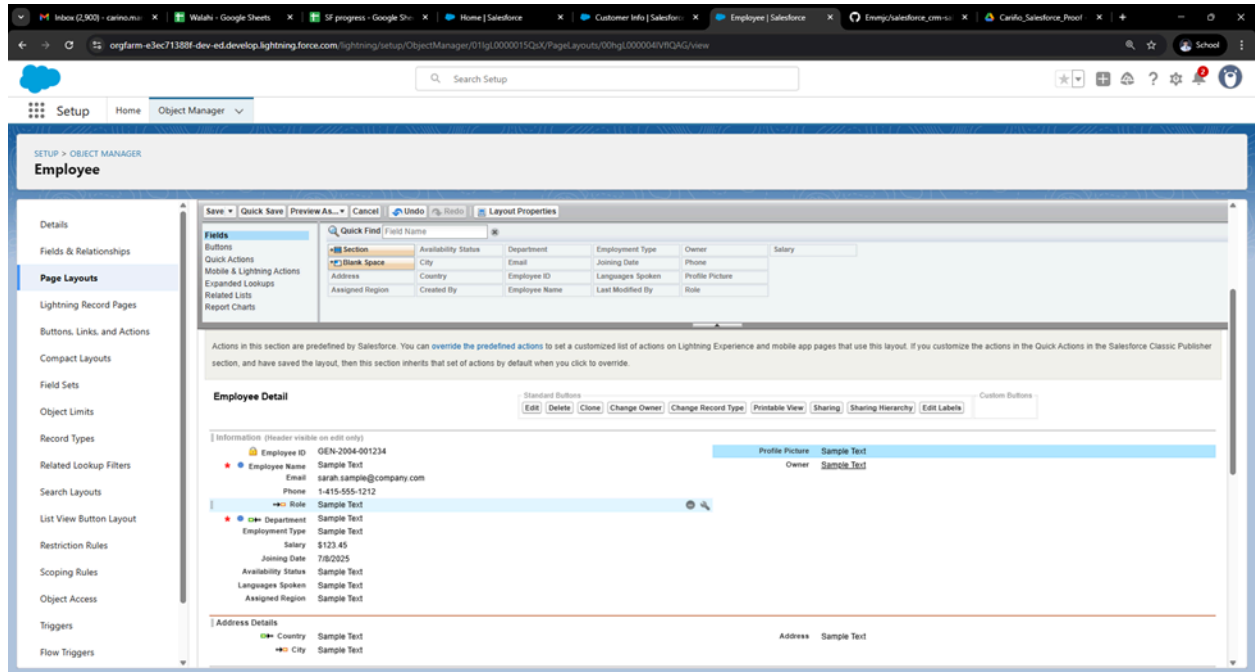 Inbox (2,900) - carino.mar
Walahi - Google Sheets
SF progress - Google She
Home | Salesforce
Customer Info | Salesforc
Employee | Salesforce
Emmjc/salesforce_crm-sa
Cariño_Salesforce_Proof
orgfarm-e3ec71388f-dev-ed.develop.lightning.force.com/lightning/setup/ObjectManager/
School
Search Setup
Setup
Home
Object Manager
SETUP > OBJECT MANAGER
Employee
Details
Fields & Relationships
Page Layouts
Lightning Record Pages
Buttons, Links, and Actions
Compact Layouts
Field Sets
Object Limits
Record Types
Related Lookup Filters
Search Layouts
List View Button Layout
Restriction Rules
Scoping Rules
Object Access
Triggers
Flow Triggers
Save Quick Save Preview As... Cancel Undo Redo Layout Properties
Fields
Buttons
Quick Actions
Mobile & Lightning Actions
Expanded Lookups
Related Lists
Report Charts
Quick Find Field Name
Section Availability Status Department Employment Type Owner Salary
Blank Space City Email Joining Date Phone
Address Country Employee ID Languages Spoken Profile Picture
Assigned Region Created By Employee Name Last Modified By Role
Actions in this section are predefined by Salesforce. You can override the predefined actions to set a customized list of actions on Lightning Experience and mobile app pages that use this layout. If you customize the actions in the Quick Actions in the Salesforce Classic Publisher
section, and have saved the layout, then this section inherits that set of actions by default when you click to override.
Employee Detail
Standard Buttons
Edit Delete Clone Change Owner Change Record Type Printable View Sharing Sharing Hierarchy Edit Labels
Custom Buttons
Information (Header visible on edit only)
Employee ID GEN-2004-001234
Profile Picture Sample Text
Employee Name Sample Text
Owner Sample Text
Email sarah.sample@company.com
Phone 1-415-555-1212
Role Sample Text
Department Sample Text
Employment Type Sample Text
Salary $123.45
Joining Date 7/8/2025
Availability Status Sample Text
Languages Spoken Sample Text
Assigned Region Sample Text
Address Details
Country Sample Text
Address Sample Text
City Sample Text